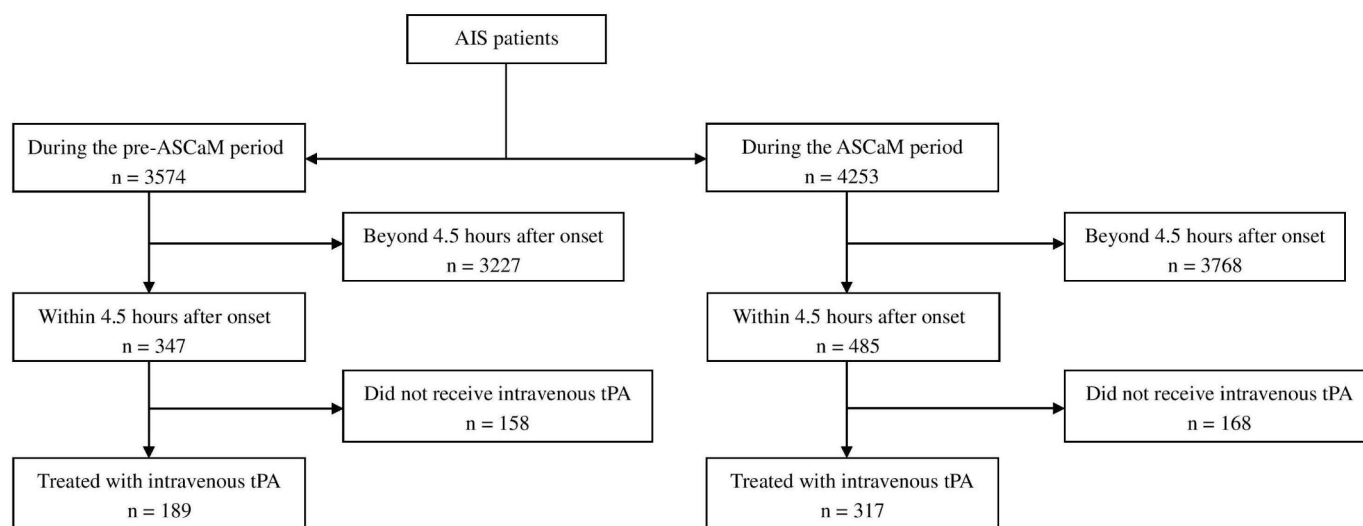 AIS patients
During the pre-ASCaM period
n = 3574
During the ASCaM period
n = 4253
Beyond 4.5 hours after onset
n = 3227
Beyond 4.5 hours after onset
n = 3768
Within 4.5 hours after onset
n = 347
Within 4.5 hours after onset
n = 485
Did not receive intravenous tPA
n = 158
Did not receive intravenous tPA
n = 168
Treated with intravenous tPA
n = 189
Treated with intravenous tPA
n = 317